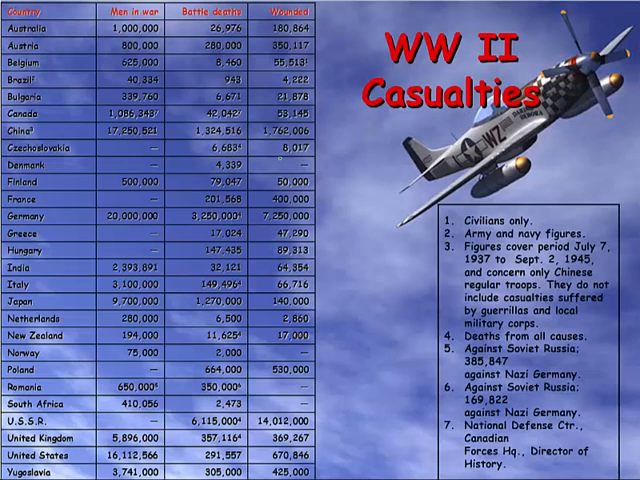 Country Men in war Battle deaths Wounded
Australia 1,000,000 26,976 180,864
Austria 800,000 280,000 350,117
Belgium 625,000 8,460 55,513¹
Brazil² 40,334 943 4,222
Bulgaria 339,760 6,671 21,878
Canada 1,086,343⁷ 42,042⁷ 53,145
China³ 17,250,521 1,324,516 1,762,006
Czechoslovakia — 6,683⁴ 8,017
Denmark — 4,339 —
Finland 500,000 79,047 50,000
France — 201,568 400,000
Germany 20,000,000 3,250,000⁴ 7,250,000
Greece — 17,024 47,290
Hungary — 147,435 89,313
India 2,393,891 32,121 64,354
Italy 3,100,000 149,496⁴ 66,716
Japan 9,700,000 1,270,000 140,000
Netherlands 280,000 6,500 2,860
New Zealand 194,000 11,625⁴ 17,000
Norway 75,000 2,000 —
Poland — 664,000 530,000
Romania 650,000⁵ 350,000⁶ —
South Africa 410,056 2,473 —
U.S.S.R. — 6,115,000⁴ 14,012,000
United Kingdom 5,896,000 357,116⁴ 369,267
United States 16,112,566 291,557 670,846
Yugoslavia 3,741,000 305,000 425,000
WW II
Casualties
WZ
1. Civilians only.
2. Army and navy figures.
3. Figures cover period July 7,
1937 to Sept. 2, 1945,
and concern only Chinese
regular troops. They do not
include casualties suffered
by guerrillas and local
military corps.
4. Deaths from all causes.
5. Against Soviet Russia;
385,847
against Nazi Germany.
6. Against Soviet Russia;
169,822
against Nazi Germany.
7. National Defense Ctr.,
Canadian
Forces Hq., Director of
History.